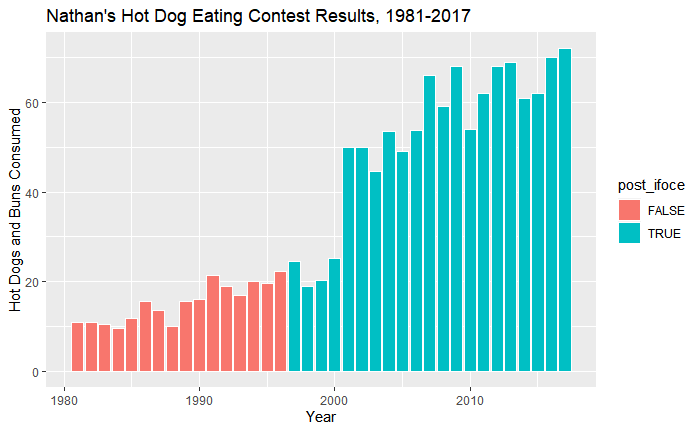 Nathan's Hot Dog Eating Contest Results, 1981-2017
Hot Dogs and Buns Consumed
60
40
20
0
1980
1990
2000
2010
Year
post_ifoce
FALSE
TRUE